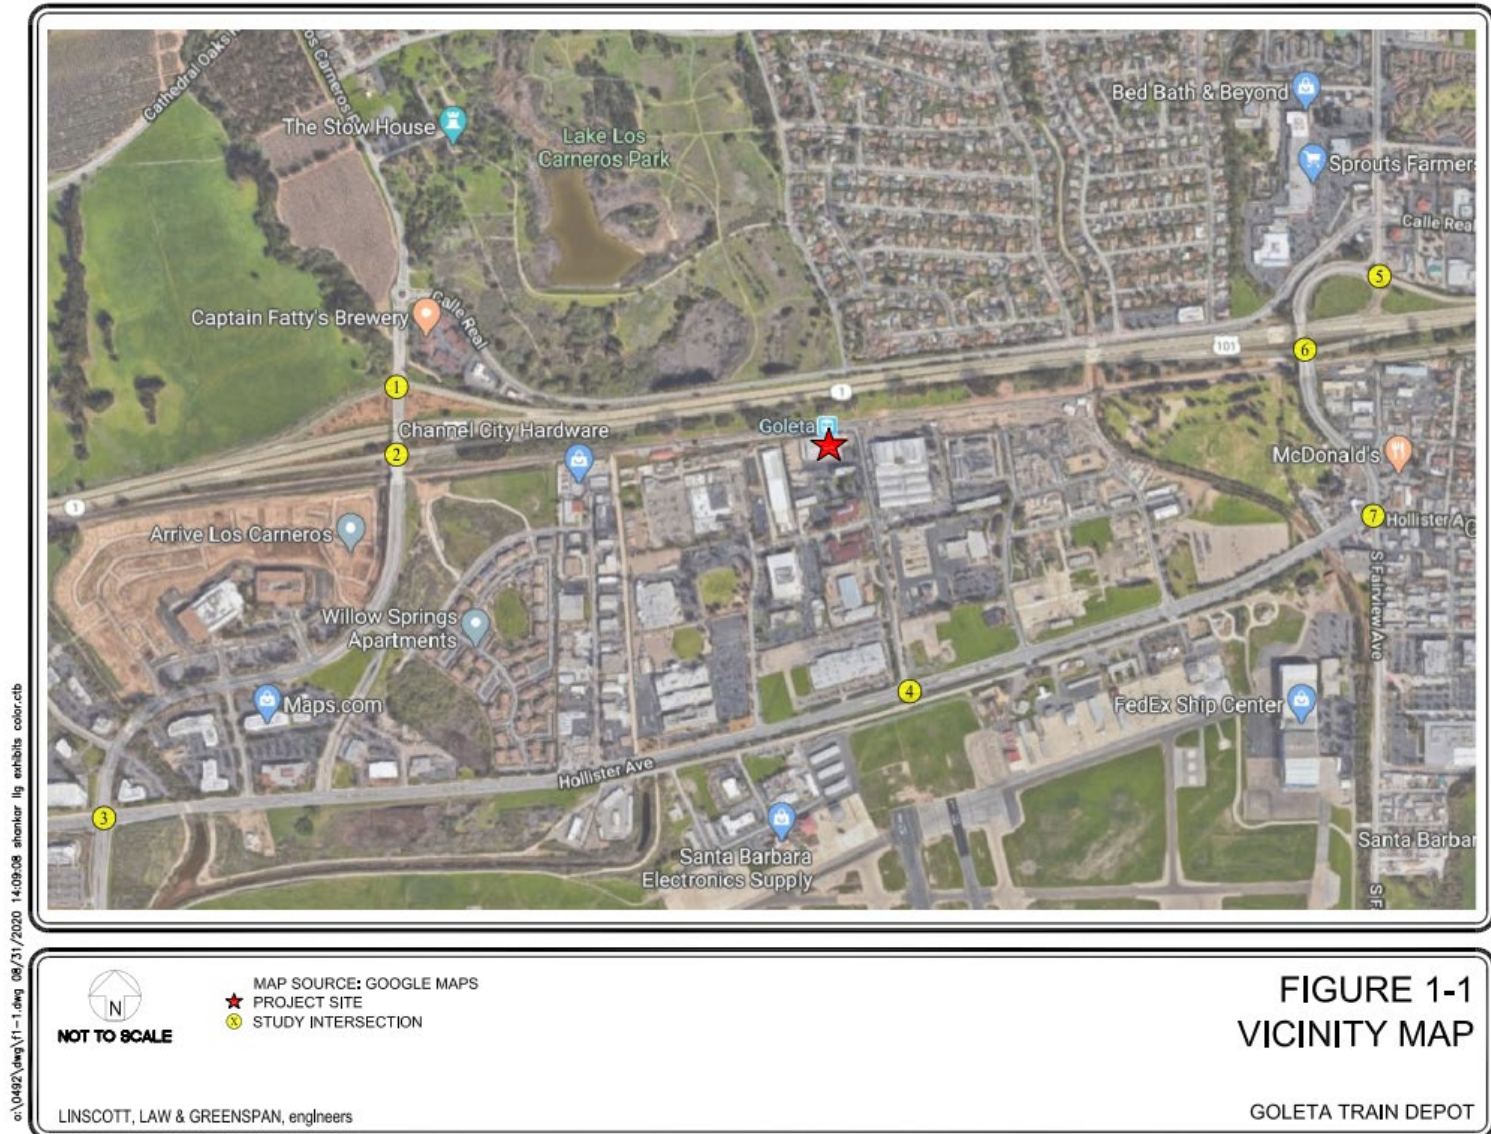 Cathedral Oaks
os Carneros
The Stow House
Lake Los
Carneros Park
Bed Bath & Beyond
Sprouts Farmers
Calle Real
5
Captain Fatty's Brewery
Calle Real
101
6
1
1
Goleta
Channel City Hardware
2
McDonald's
1
Arrive Los Carneros
7
Hollister A
S Fairview Ave
Willow Springs
Apartments
4
Maps.com
FedEx Ship Center
Hollister Ave
3
Santa Barbara
Electronics Supply
Santa Barbar
S F
o:\0492\dwg\f1-1.dwg 08/31/2020 14:09:08 shankar llg exhibits color.ctb
N
NOT TO SCALE
MAP SOURCE: GOOGLE MAPS
PROJECT SITE
X STUDY INTERSECTION
FIGURE 1-1
VICINITY MAP
LINSCOTT, LAW & GREENSPAN, engineers
GOLETA TRAIN DEPOT